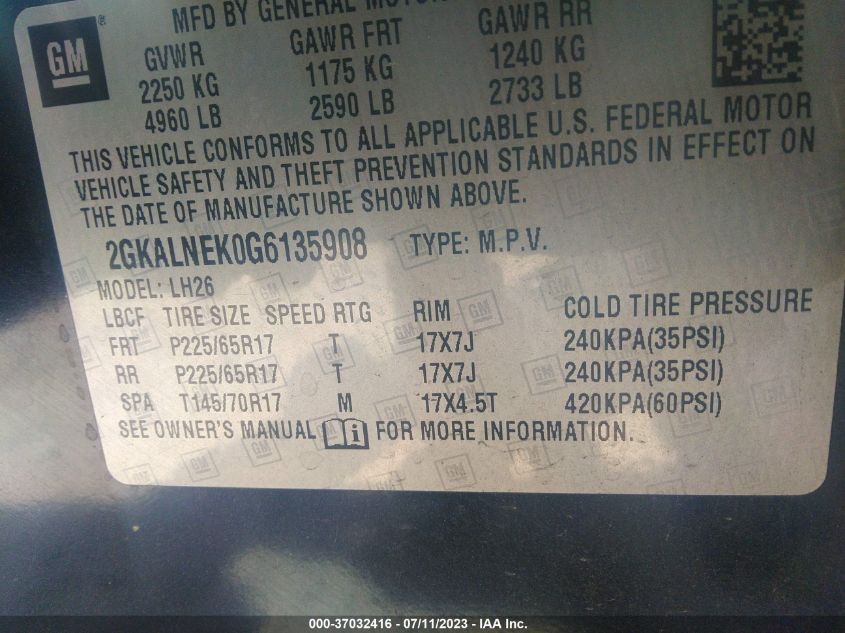 MFD BY GENERAL
GM ®
GVWR GAWR FRT GAWR RR
2250 KG 1175 KG 1240 KG
4960 LB 2590 LB 2733 LB
THIS VEHICLE CONFORMS TO ALL APPLICABLE U.S. FEDERAL MOTOR
VEHICLE SAFETY AND THEFT PREVENTION STANDARDS IN EFFECT ON
THE DATE OF MANUFACTURE SHOWN ABOVE.
2GKALNEK0G6135908 TYPE: M.P.V.
MODEL: LH26
LBCF TIRE SIZE SPEED RTG RIM COLD TIRE PRESSURE
FRT P225/65R17 T 17X7J 240KPA(35PSI)
RR P225/65R17 T 17X7J 240KPA(35PSI)
SPA T145/70R17 M 17X4.5T 420KPA(60PSI)
SEE OWNER'S MANUAL i FOR MORE INFORMATION.
000-37032416 - 07/11/2023 - IAA Inc.